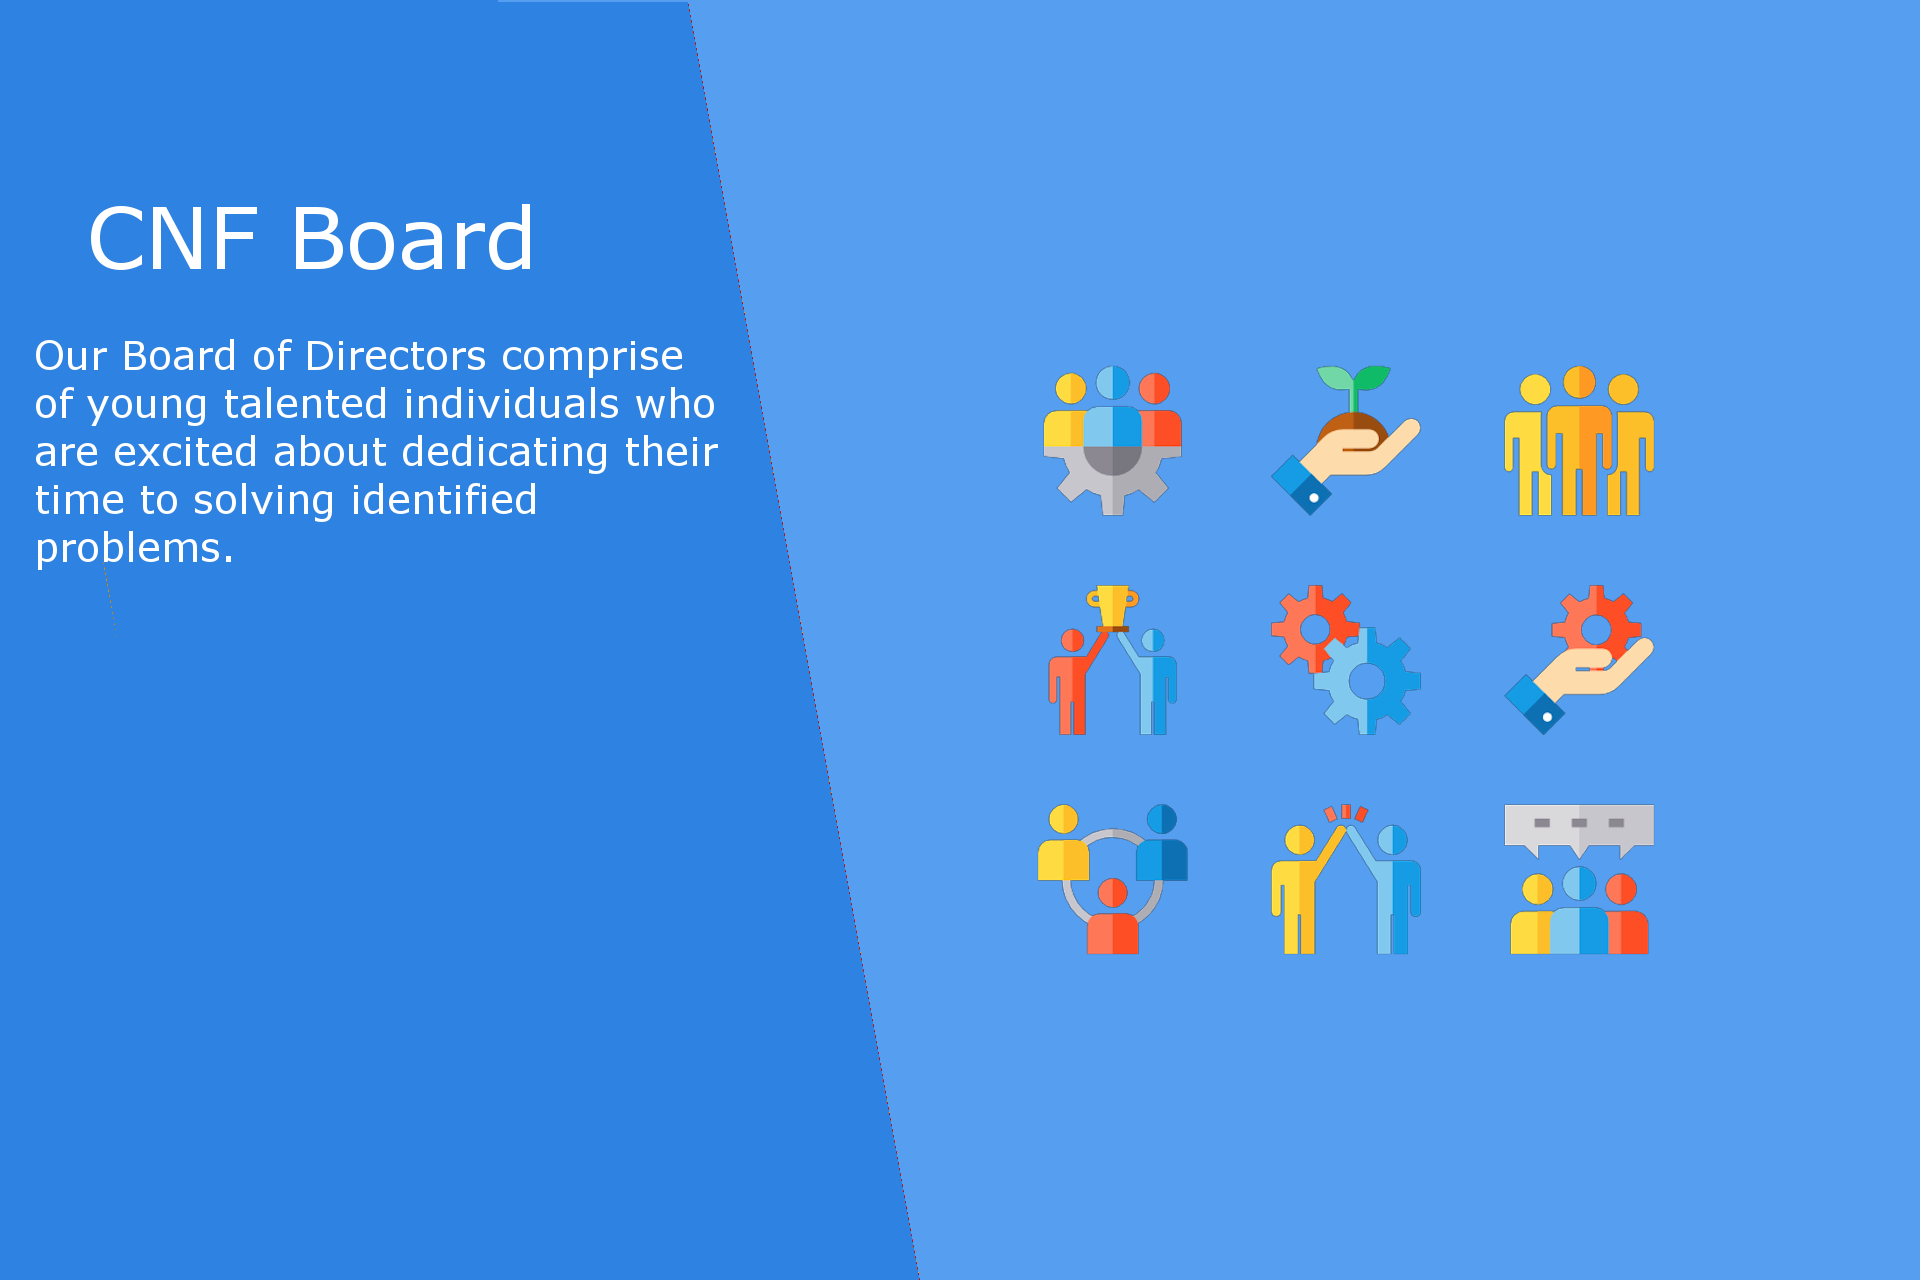 CNF Board
Our Board of Directors comprise
of young talented individuals who
are excited about dedicating their
time to solving identified
problems.